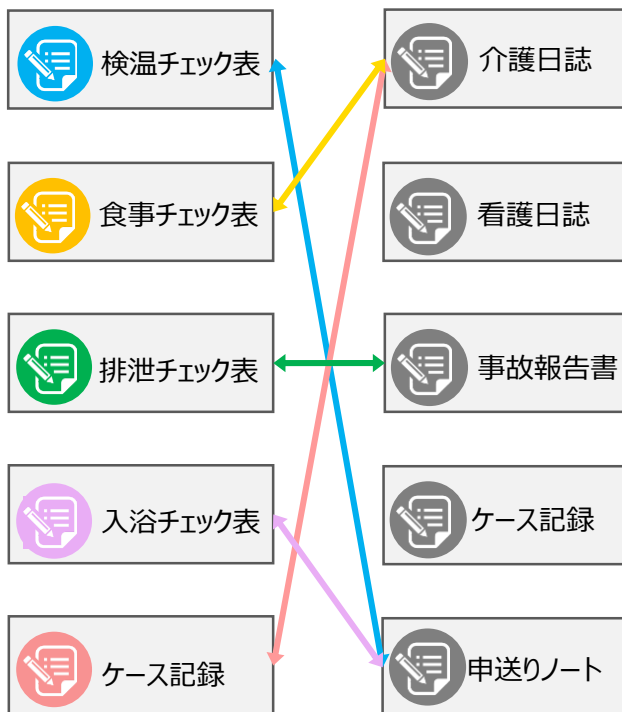 検温チェック表
介護日誌
食事チェック表
看護日誌
排泄チェック表
事故報告書
入浴チェック表
ケース記録
ケース記録
申送りノート